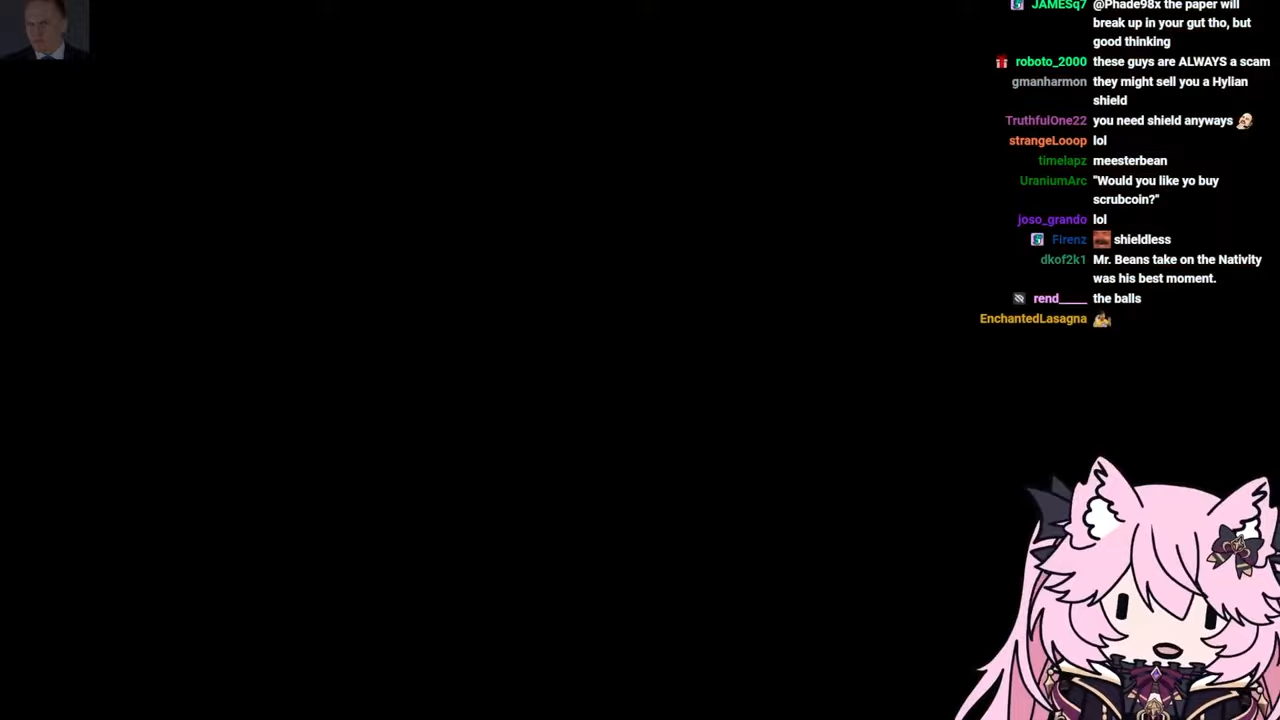 JAMESq7 @Phade98x the paper will
break up in your gut tho, but
good thinking
roboto_2000 these guys are ALWAYS a scam
gmanharmon they might sell you a Hylian
shield
TruthfulOne22 you need shield anyways
strangeLooop lol
timelapz meesterbean
UraniumArc "Would you like yo buy
scrubcoin?"
joso_grando lol
Firenz shieldless
dkof2k1 Mr. Beans take on the Nativity
was his best moment.
rend_____ the balls
EnchantedLasagna